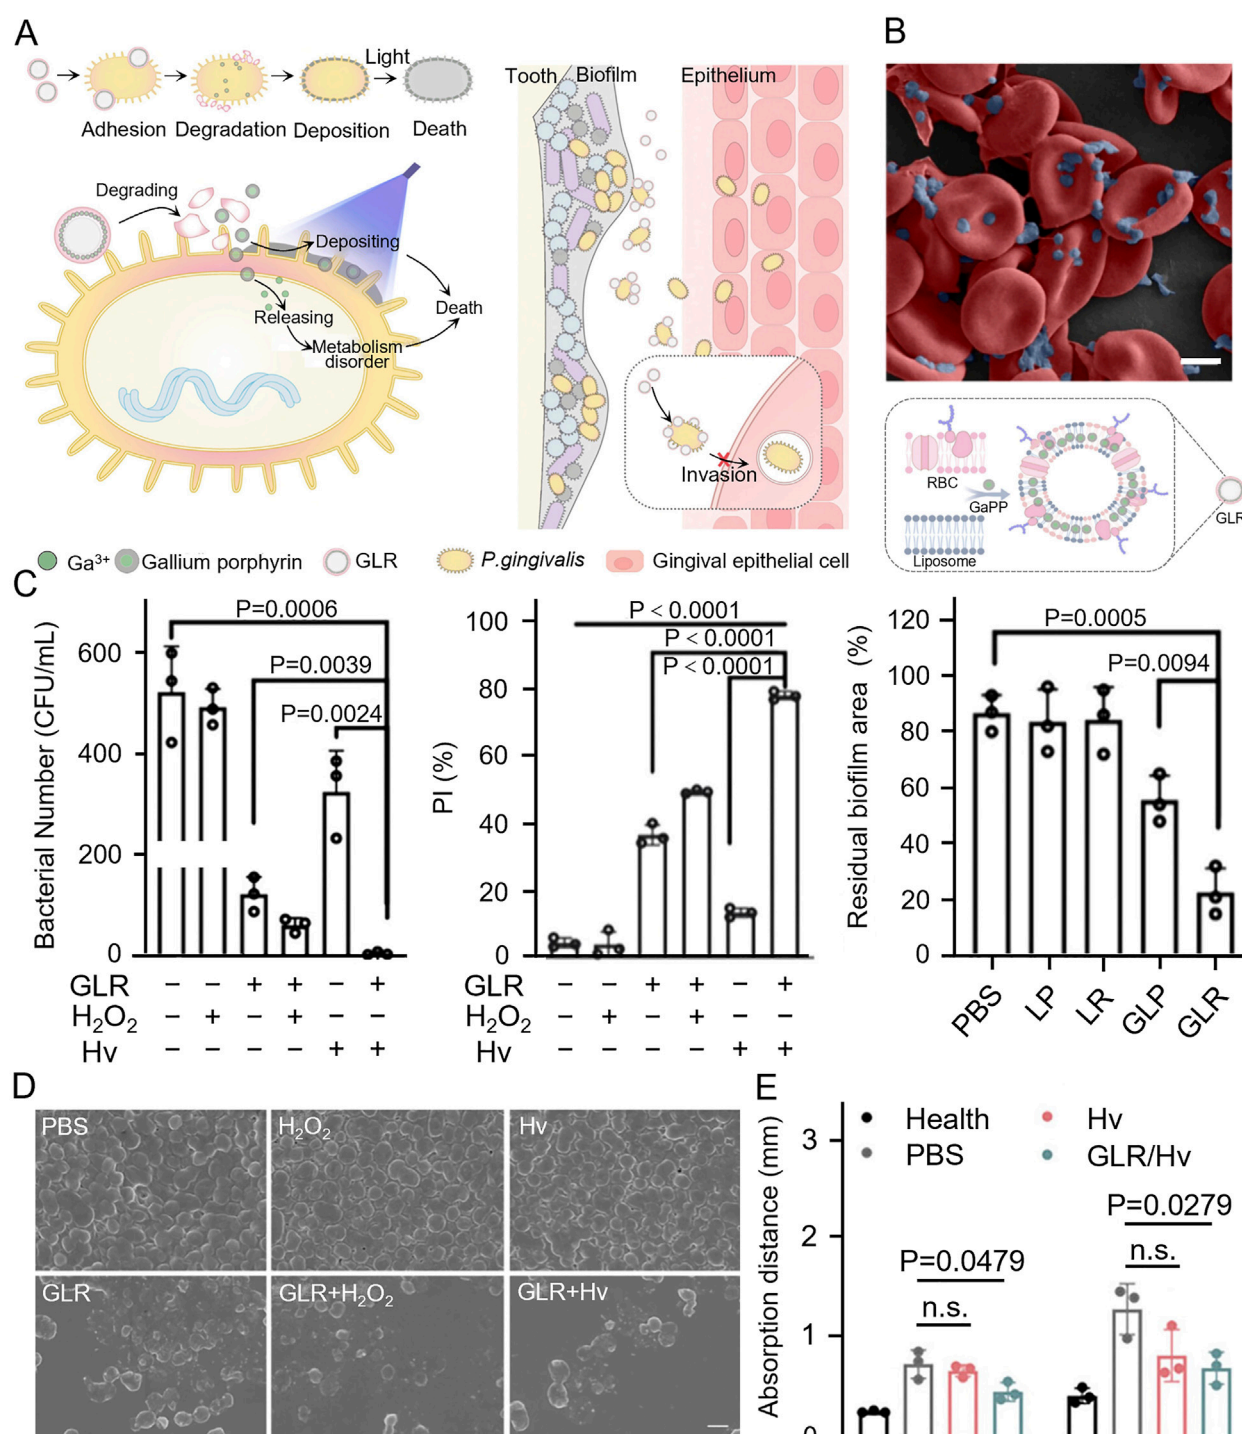 A
Light
Adhesion Degradation Deposition Death
Degrading
Depositing
Releasing
Death
Metabolism
disorder
Tooth Biofilm Epithelium
Invasion
Ga³⁺ Gallium porphyrin GLR P.gingivalis Gingival epithelial cell
B
RBC
GaPP
Liposome
GLR
C
Bacterial Number (CFU/mL)
600
400
200
0
P=0.0006
P=0.0039
P=0.0024
GLR − − + + − +
H₂O₂ − + − + − −
Hv − − − − + +
PI (%)
100
80
60
40
20
0
P < 0.0001
P < 0.0001
P < 0.0001
GLR − − + + − +
H₂O₂ − + − + − −
Hv − − − − + +
Residual biofilm area (%)
120
100
80
60
40
20
0
P=0.0005
P=0.0094
PBS LP LR GLP GLR
D
PBS H₂O₂ Hv
GLR GLR+H₂O₂ GLR+Hv
E
Absorption distance (mm)
3
2
1
0
Health Hv
PBS GLR/Hv
P=0.0479
n.s.
P=0.0279
n.s.